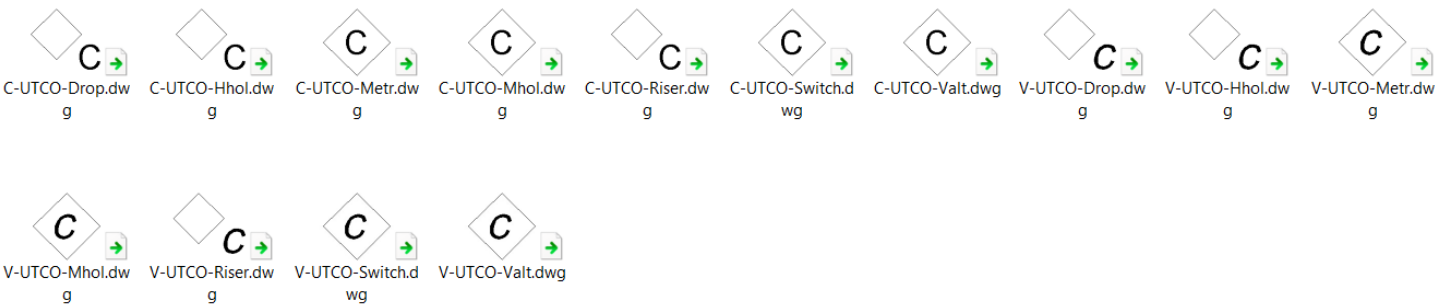 C C C C C C C C C C
C-UTCO-Drop.dw C-UTCO-Hhol.dw C-UTCO-Metr.dw C-UTCO-Mhol.dw C-UTCO-Riser.dw C-UTCO-Switch.d C-UTCO-Valt.dwg V-UTCO-Drop.dw V-UTCO-Hhol.dw V-UTCO-Metr.dw
g g g g g wg g g g
C C C C
V-UTCO-Mhol.dw V-UTCO-Riser.dw V-UTCO-Switch.d V-UTCO-Valt.dwg
g g wg